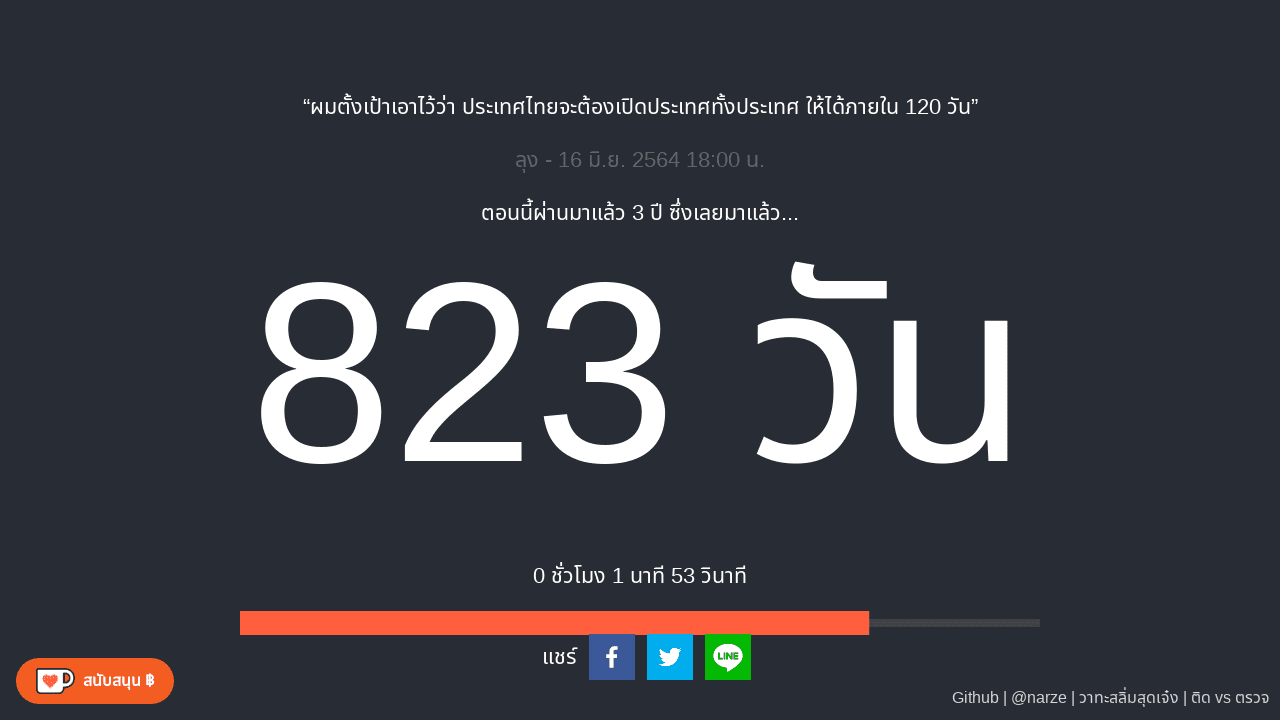 “ผมตั้งเป้าเอาไว้ว่า ประเทศไทยจะต้องเปิดประเทศทั้งประเทศ ให้ได้ภายใน 120 วัน”
ลุง - 16 มิ.ย. 2564 18:00 น.
ตอนนี้ผ่านมาแล้ว 3 ปี ซึ่งเลยมาแล้ว...
823 วัน
0 ชั่วโมง 1 นาที 53 วินาที
แชร์
LINE
สนับสนุน ฿
Github | @narze | วาทะสลิ่มสุดเจ๋ง | ติด vs ตรวจ